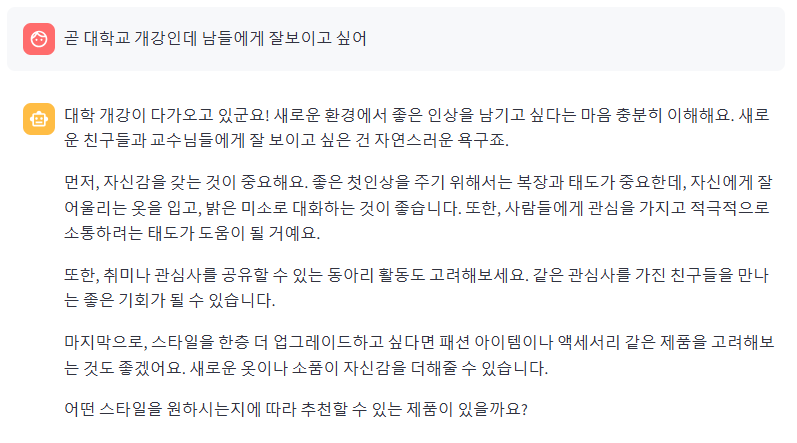 곧 대학교 개강인데 남들에게 잘보이고 싶어
대학 개강이 다가오고 있군요! 새로운 환경에서 좋은 인상을 남기고 싶다는 마음 충분히 이해해요. 새로
운 친구들과 교수님들에게 잘 보이고 싶은 건 자연스러운 욕구죠.
먼저, 자신감을 갖는 것이 중요해요. 좋은 첫인상을 주기 위해서는 복장과 태도가 중요한데, 자신에게 잘
어울리는 옷을 입고, 밝은 미소로 대화하는 것이 좋습니다. 또한, 사람들에게 관심을 가지고 적극적으로
소통하려는 태도가 도움이 될 거예요.
또한, 취미나 관심사를 공유할 수 있는 동아리 활동도 고려해보세요. 같은 관심사를 가진 친구들을 만나
는 좋은 기회가 될 수 있습니다.
마지막으로, 스타일을 한층 더 업그레이드하고 싶다면 패션 아이템이나 액세서리 같은 제품을 고려해보
는 것도 좋겠어요. 새로운 옷이나 소품이 자신감을 더해줄 수 있습니다.
어떤 스타일을 원하시는지에 따라 추천할 수 있는 제품이 있을까요?